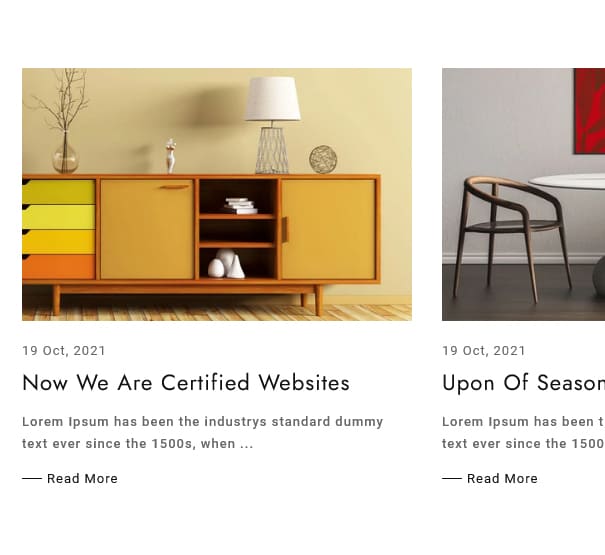 19 Oct, 2021
Now We Are Certified Websites
Lorem Ipsum has been the industrys standard dummy
text ever since the 1500s, when ...
Read More
19 Oct, 2021
Upon Of Season
Lorem Ipsum has been t
text ever since the 1500
Read More